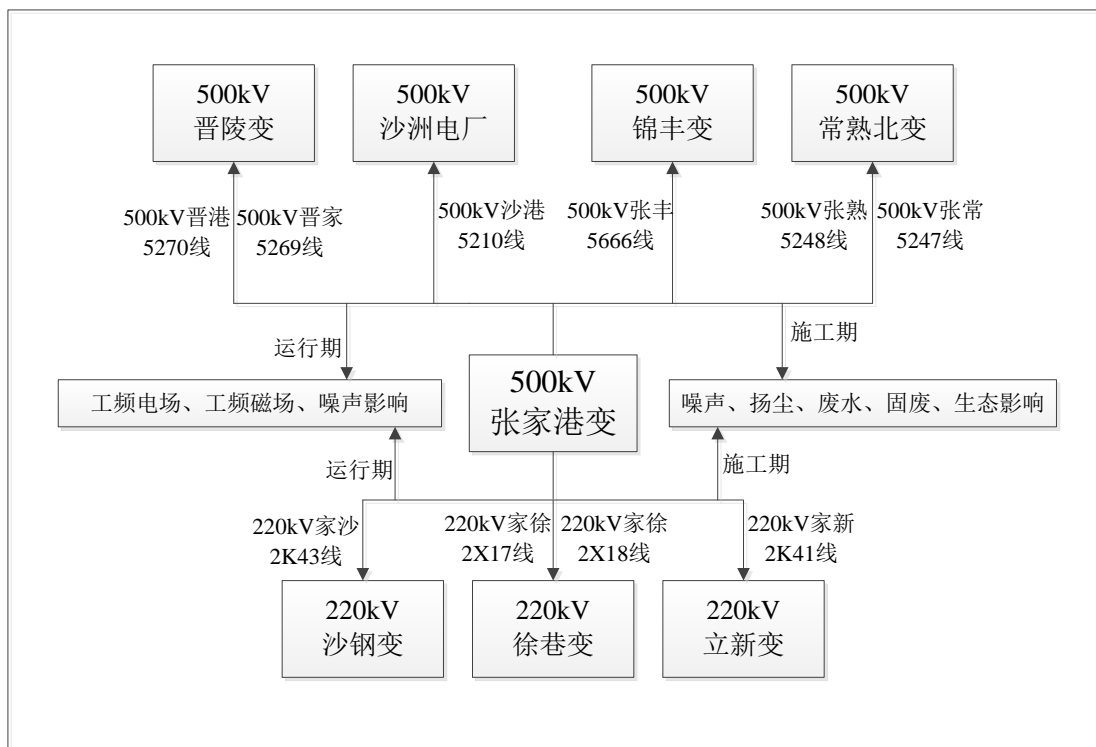 500kV
晋陵变
500kV
沙洲电厂
500kV
锦丰变
500kV
常熟北变
500kV晋港
5270线
500kV晋家
5269线
500kV沙港
5210线
500kV张丰
5666线
500kV张熟
5248线
500kV张常
5247线
运行期
施工期
工频电场、工频磁场、噪声影响
500kV
张家港变
噪声、扬尘、废水、固废、生态影响
运行期
施工期
220kV家沙
2K43线
220kV家徐
2X17线
220kV家徐
2X18线
220kV家新
2K41线
220kV
沙钢变
220kV
徐巷变
220kV
立新变